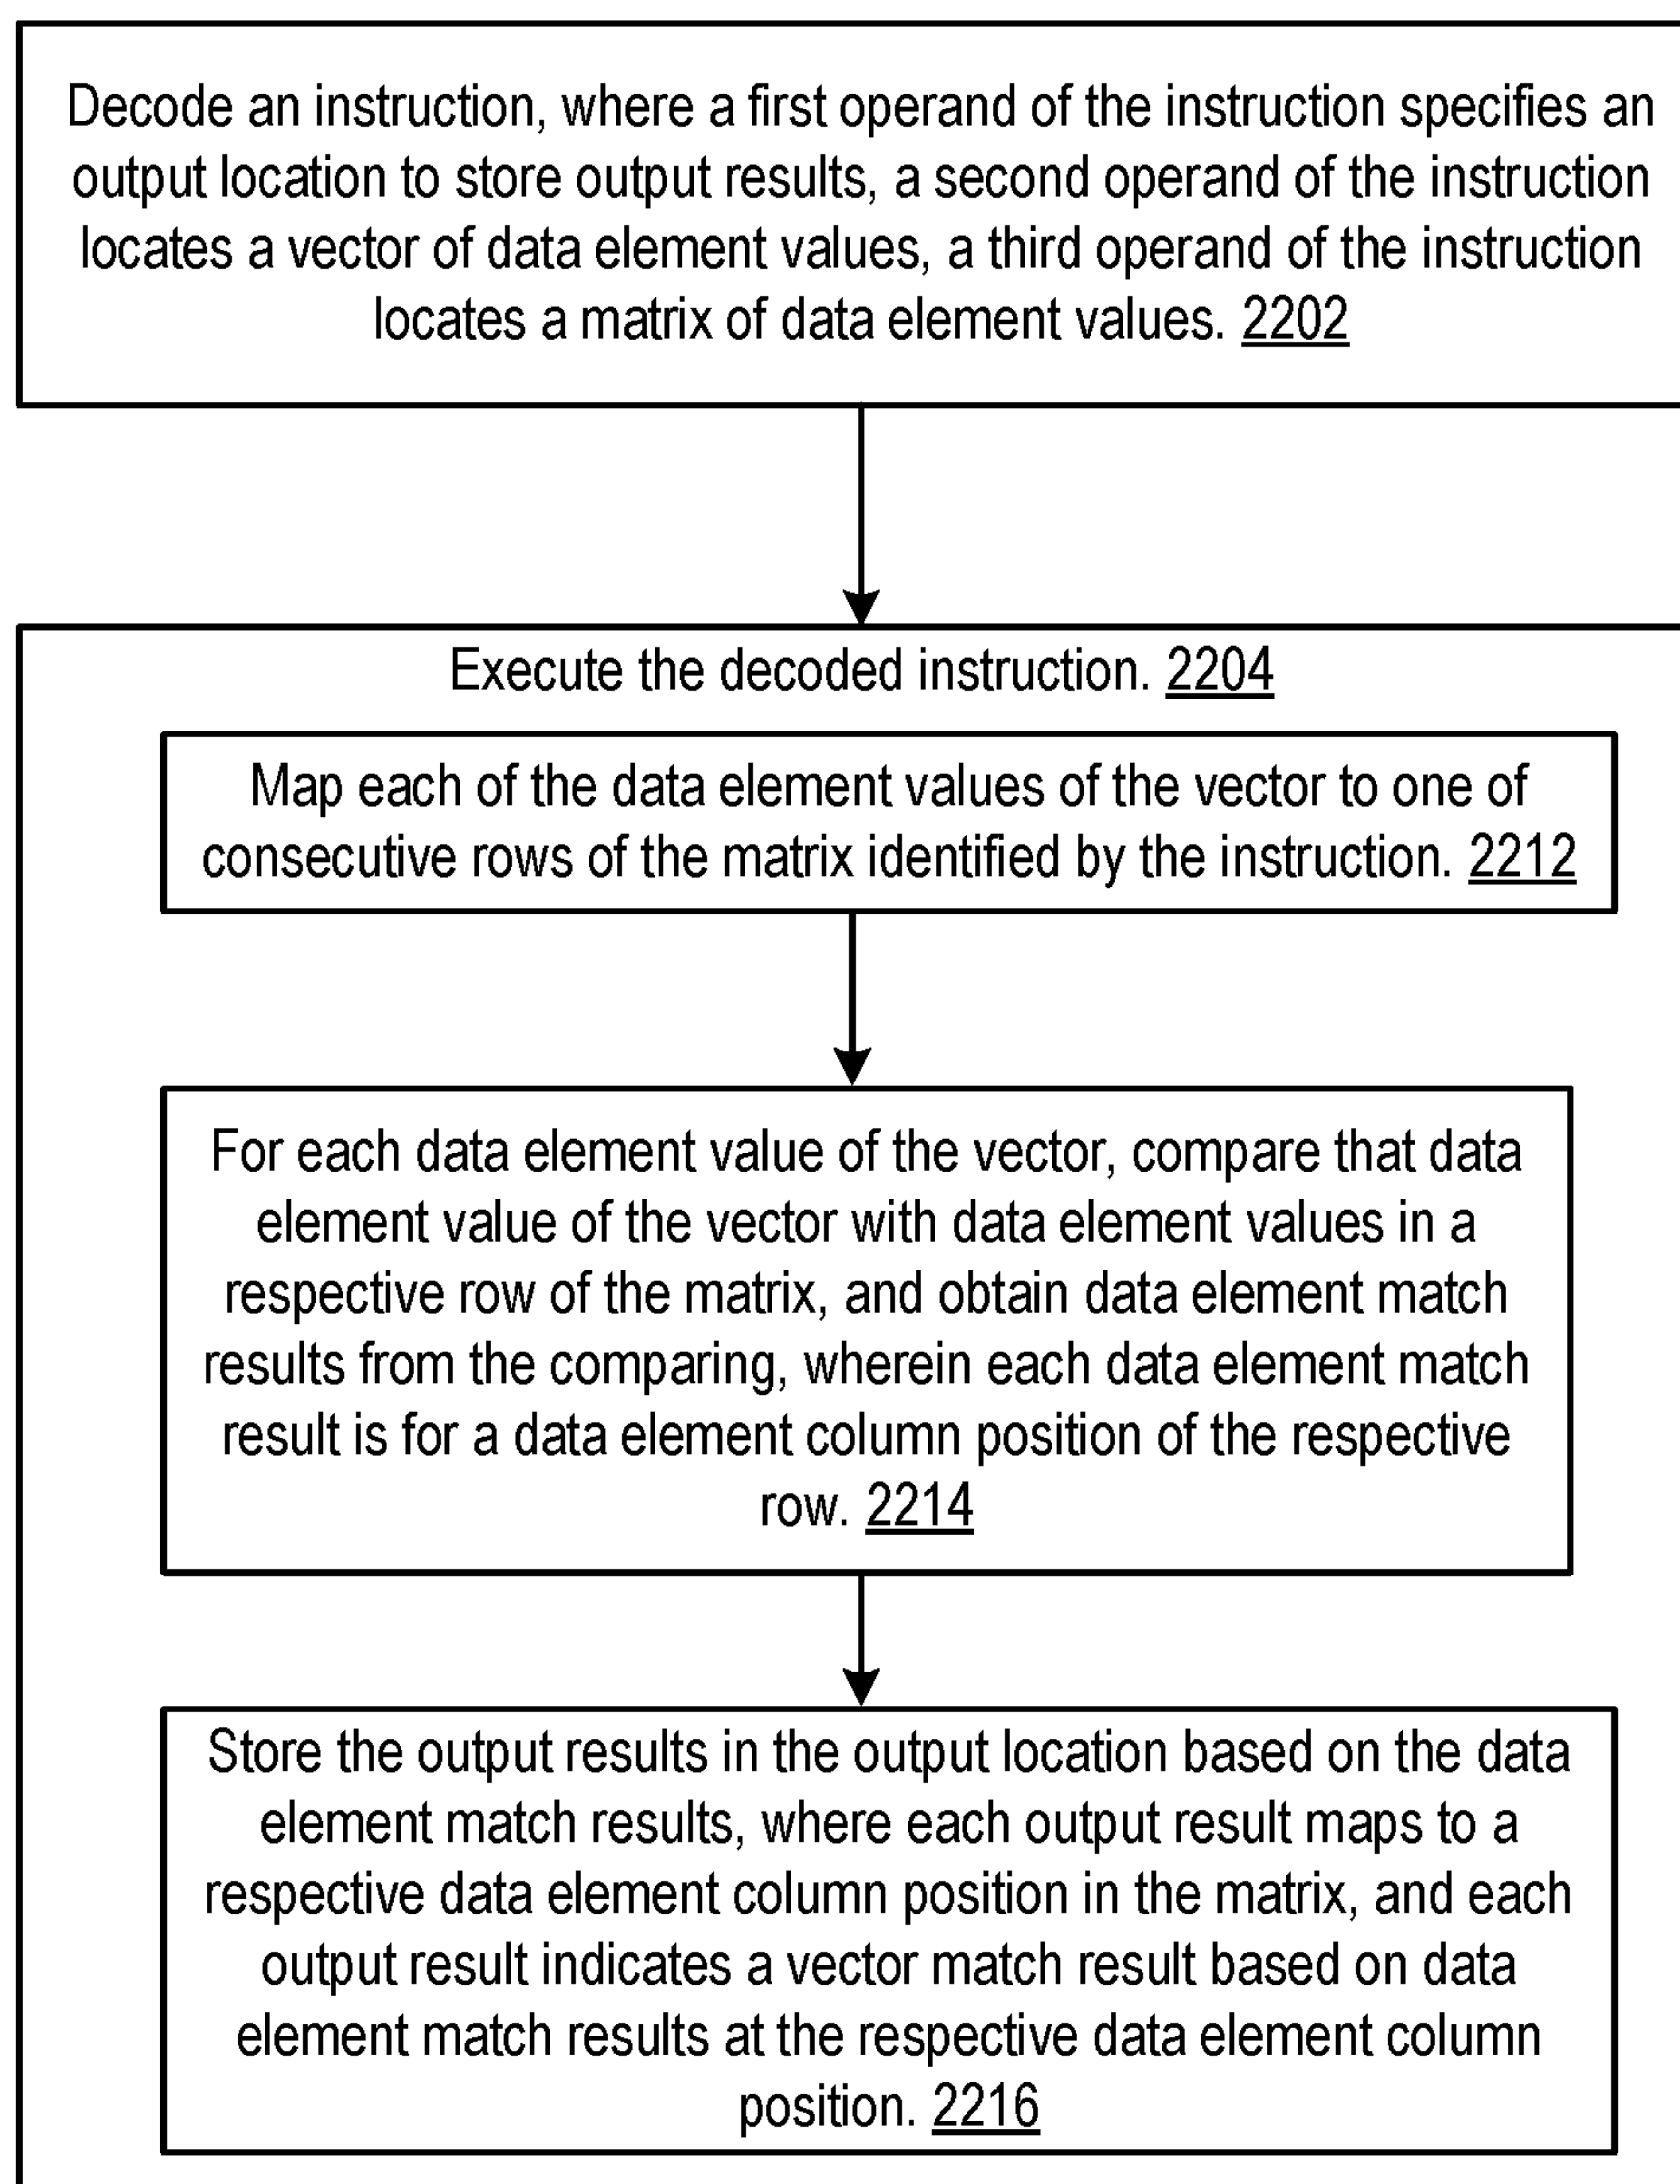 Decode an instruction, where a first operand of the instruction specifies an
output location to store output results, a second operand of the instruction
locates a vector of data element values, a third operand of the instruction
locates a matrix of data element values. 2202
Execute the decoded instruction. 2204
Map each of the data element values of the vector to one of
consecutive rows of the matrix identified by the instruction. 2212
For each data element value of the vector, compare that data
element value of the vector with data element values in a
respective row of the matrix, and obtain data element match
results from the comparing, wherein each data element match
result is for a data element column position of the respective
row. 2214
Store the output results in the output location based on the data
element match results, where each output result maps to a
respective data element column position in the matrix, and each
output result indicates a vector match result based on data
element match results at the respective data element column
position. 2216